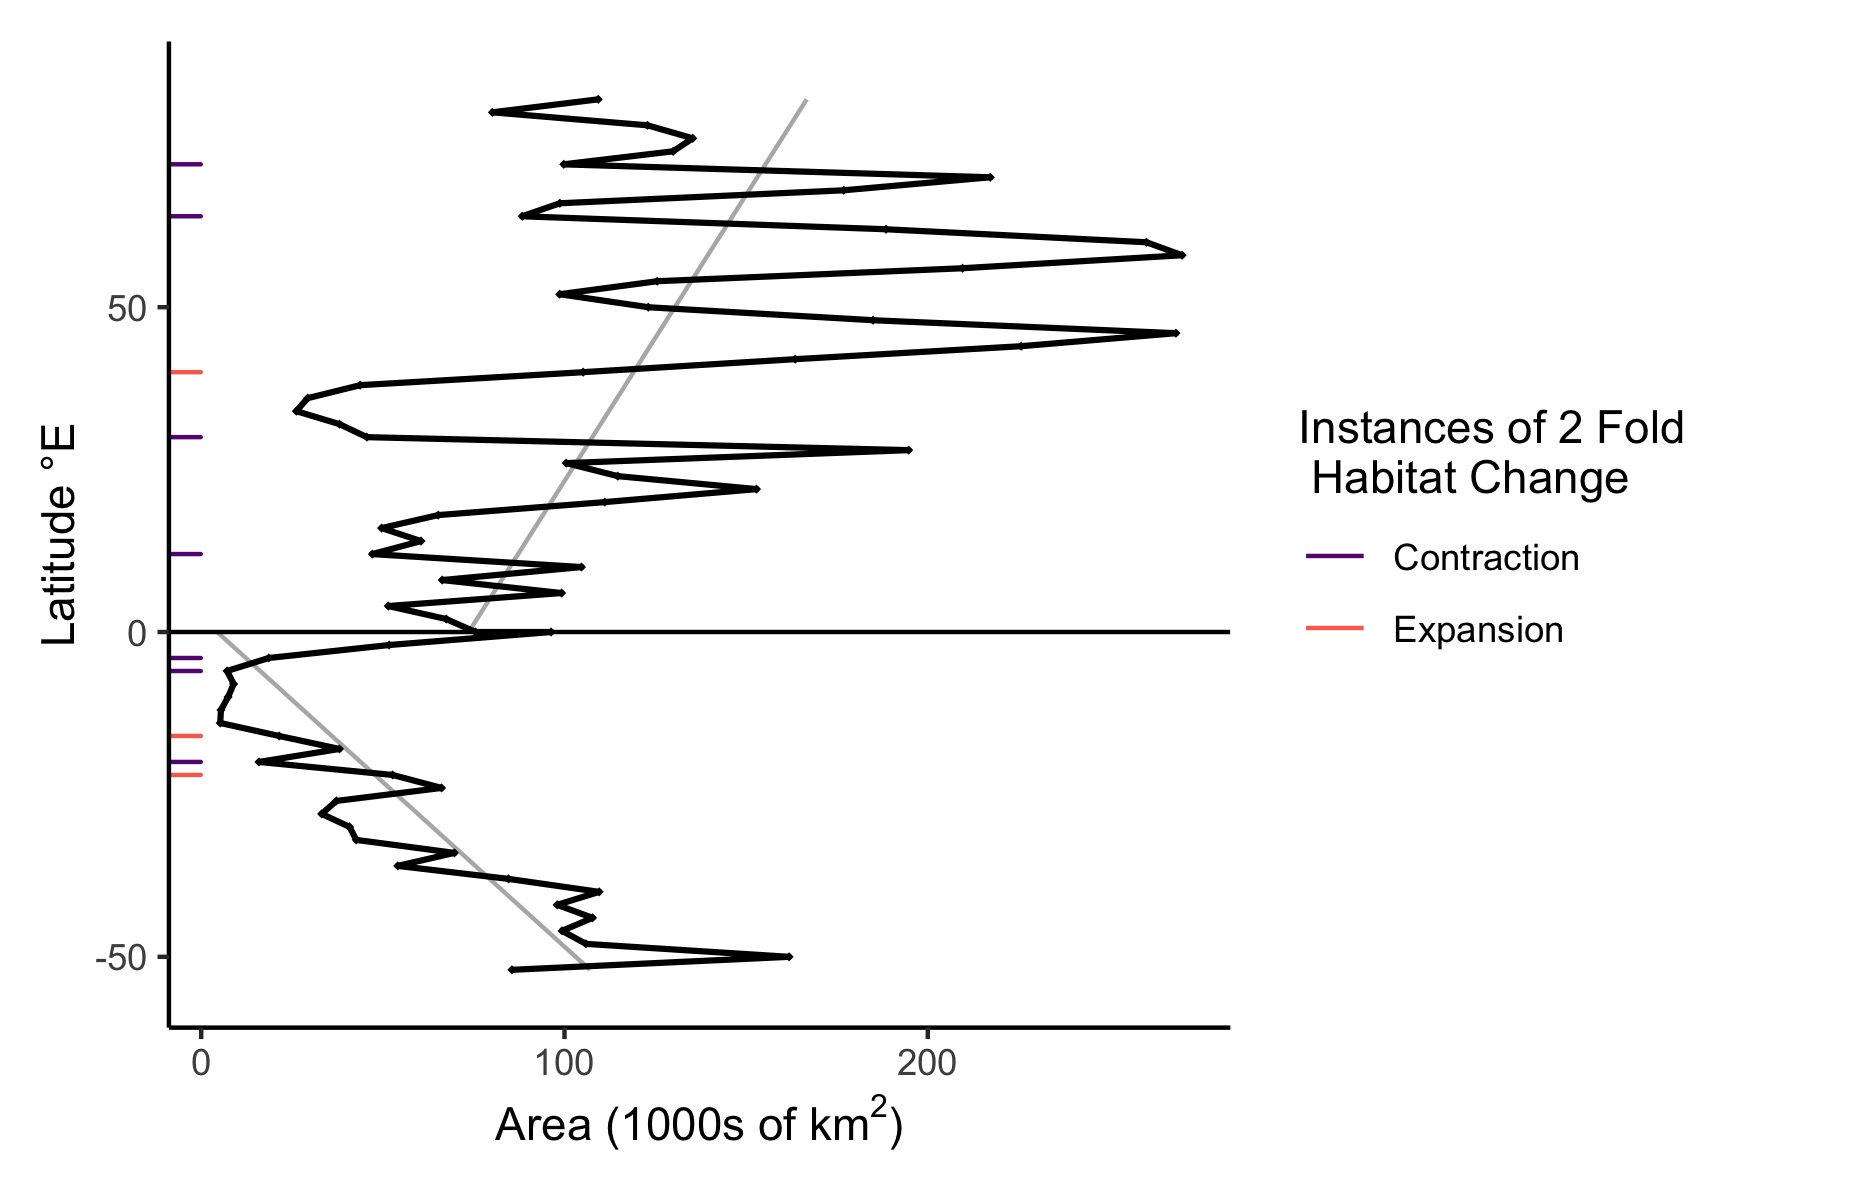 50
0
-50
Latitude °E
0
100
200
Area (1000s of km²)
Instances of 2 Fold
Habitat Change
Contraction
Expansion